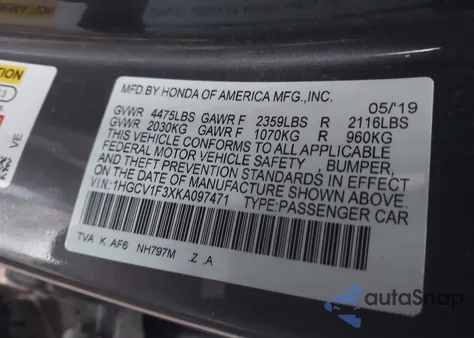 MFD.BY HONDA OF AMERICA MFG.,INC.
05/'19
GVWR 4475LBS GAWR F 2359LBS R 2116LBS
GVWR 2030KG GAWR F 1070KG R 960KG
THIS VEHICLE CONFORMS TO ALL APPLICABLE
FEDERAL MOTOR VEHICLE SAFETY , BUMPER,
AND THEFT PREVENTION STANDARDS IN EFFECT
ON THE DATE OF MANUFACTURE SHOWN ABOVE.
V.I.N:1HGCV1F3XKA097471 TYPE:PASSENGER CAR
TVA K AF6 NH797M .Z .A
VE
autoSnap